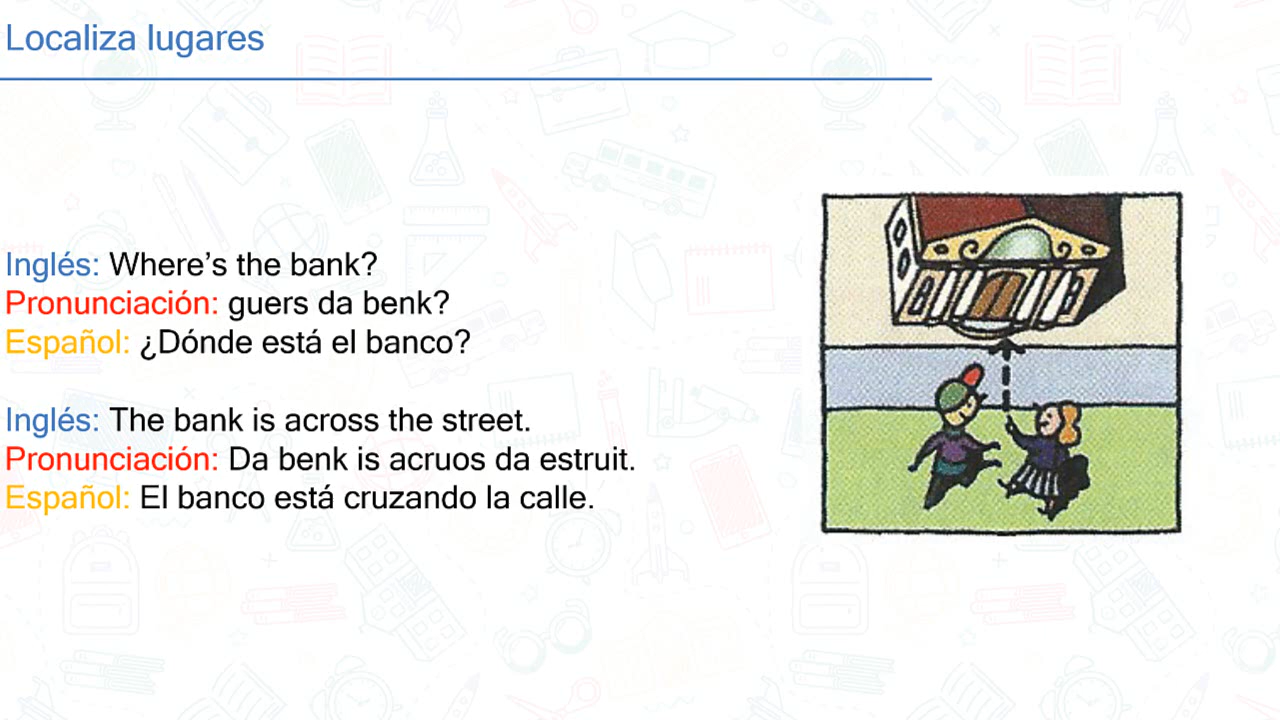 Localiza lugares
Inglés: Where’s the bank?
Pronunciación: guers da benk?
Español: ¿Dónde está el banco?
Inglés: The bank is across the street.
Pronunciación: Da benk is acruos da estruit.
Español: El banco está cruzando la calle.